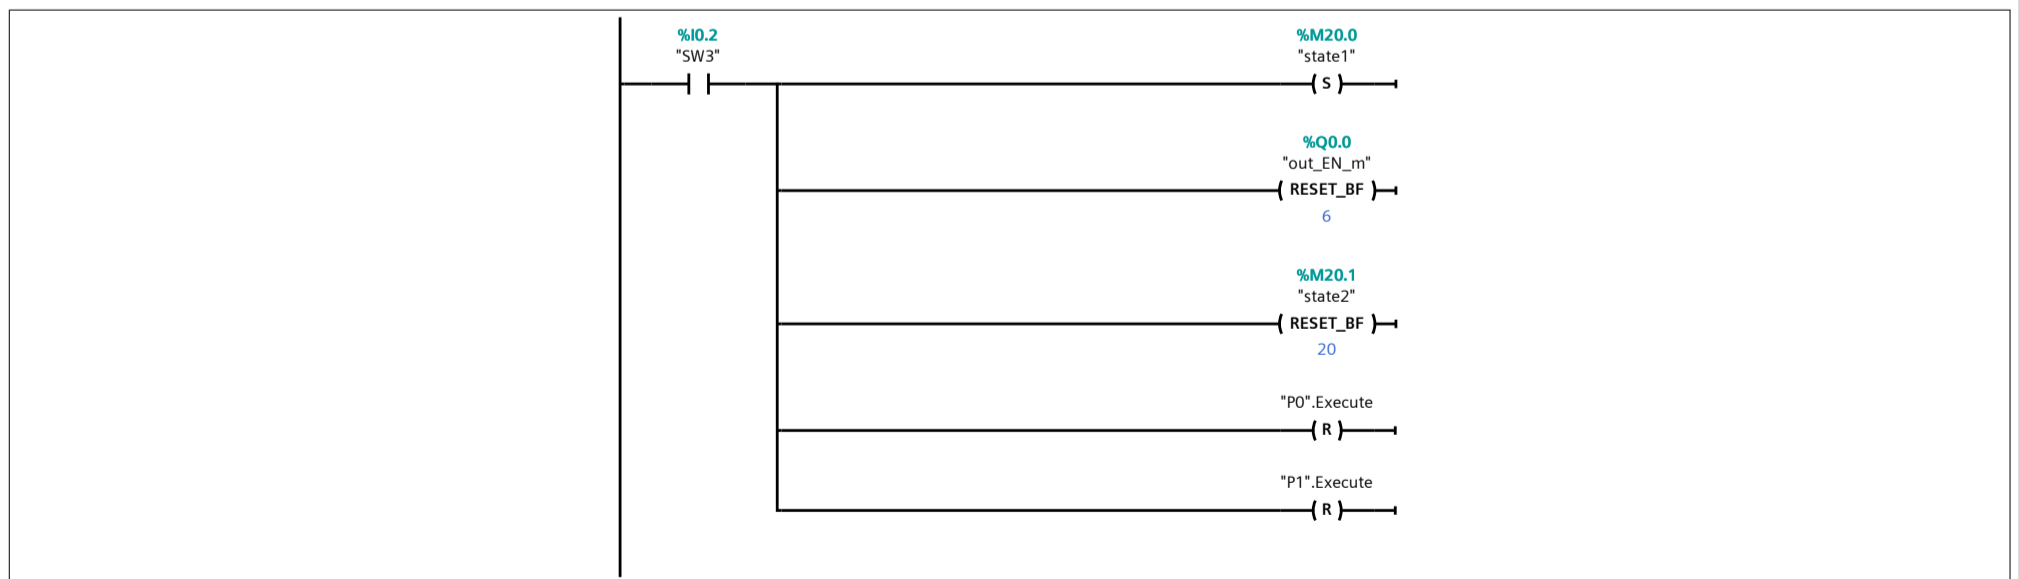 %I0.2
"SW3"
%M20.0
"state1"
( S )
%Q0.0
"out_EN_m"
( RESET_BF )
6
%M20.1
"state2"
( RESET_BF )
20
"P0".Execute
( R )
"P1".Execute
( R )